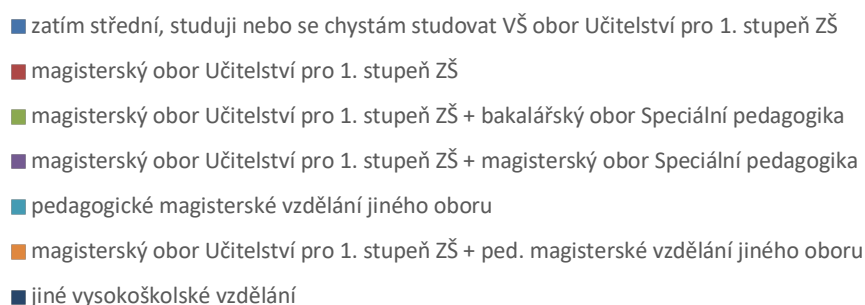 zatím střední, studuji nebo se chystám studovat VŠ obor Učitelství pro 1. stupeň ZŠ
magisterský obor Učitelství pro 1. stupeň ZŠ
magisterský obor Učitelství pro 1. stupeň ZŠ + bakalářský obor Speciální pedagogika
magisterský obor Učitelství pro 1. stupeň ZŠ + magisterský obor Speciální pedagogika
pedagogické magisterské vzdělání jiného oboru
magisterský obor Učitelství pro 1. stupeň ZŠ + ped. magisterské vzdělání jiného oboru
jiné vysokoškolské vzdělání